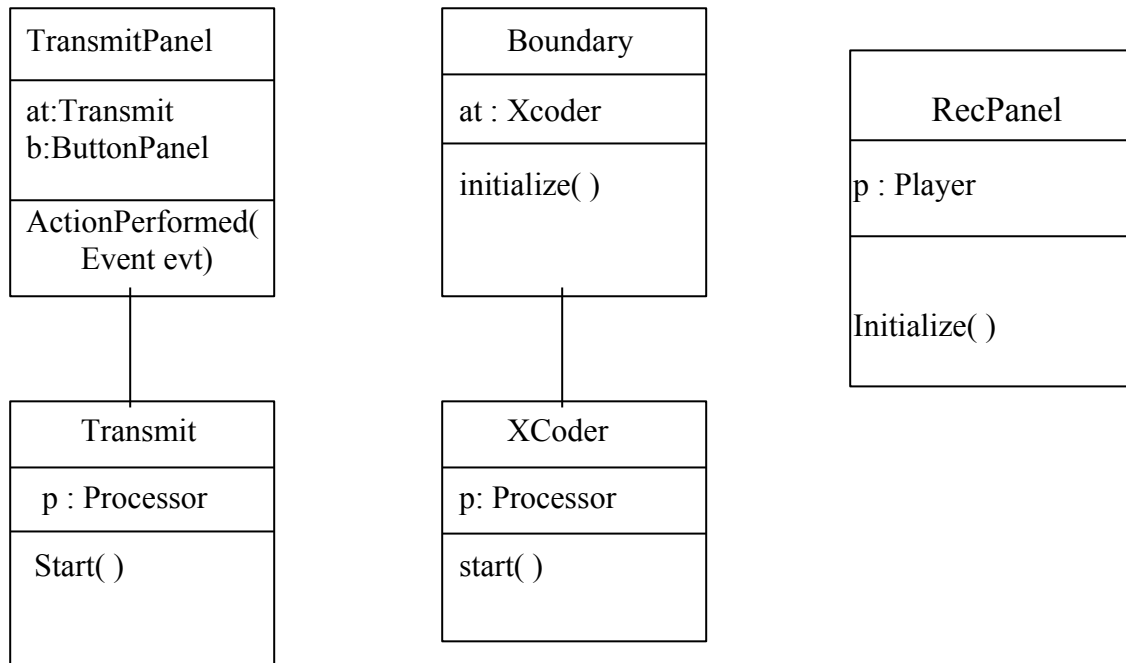 TransmitPanel
at:Transmit
b:ButtonPanel
ActionPerformed(
Event evt)
Boundary
at : Xcoder
initialize( )
RecPanel
p : Player
Initialize( )
Transmit
p : Processor
Start( )
XCoder
p: Processor
start( )